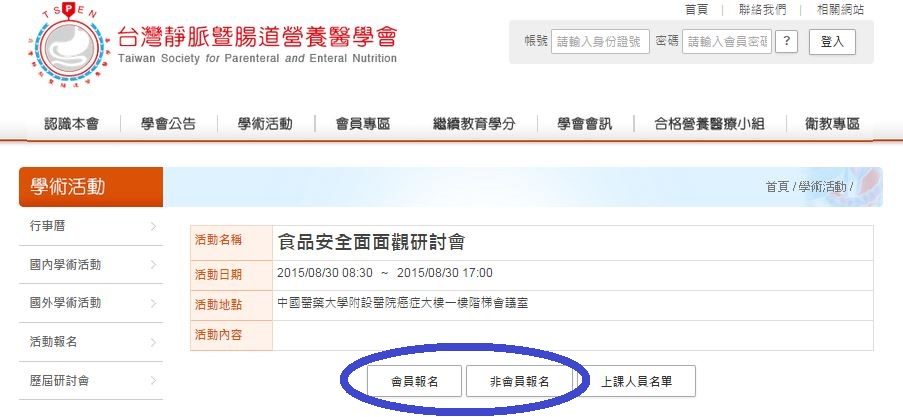 首頁 | 聯絡我們 | 相關網站
TSPEN
台灣靜脈暨腸道營養醫學會
Taiwan Society for Parenteral and Enteral Nutrition
帳號 請輸入身份證號 密碼 請輸入會員密碼 ? 登入
認識本會 學會公告 學術活動 會員專區 繼續教育學分 學會會訊 合格營養醫療小組 衛教專區
學術活動
首頁 / 學術活動 /
行事曆
國內學術活動
國外學術活動
活動報名
歷屆研討會
活動名稱 食品安全面面觀研討會
活動日期 2015/08/30 08:30 ~ 2015/08/30 17:00
活動地點 中國醫藥大學附設醫院癌症大樓一樓階梯會議室
活動內容
會員報名 非會員報名 上課人員名單